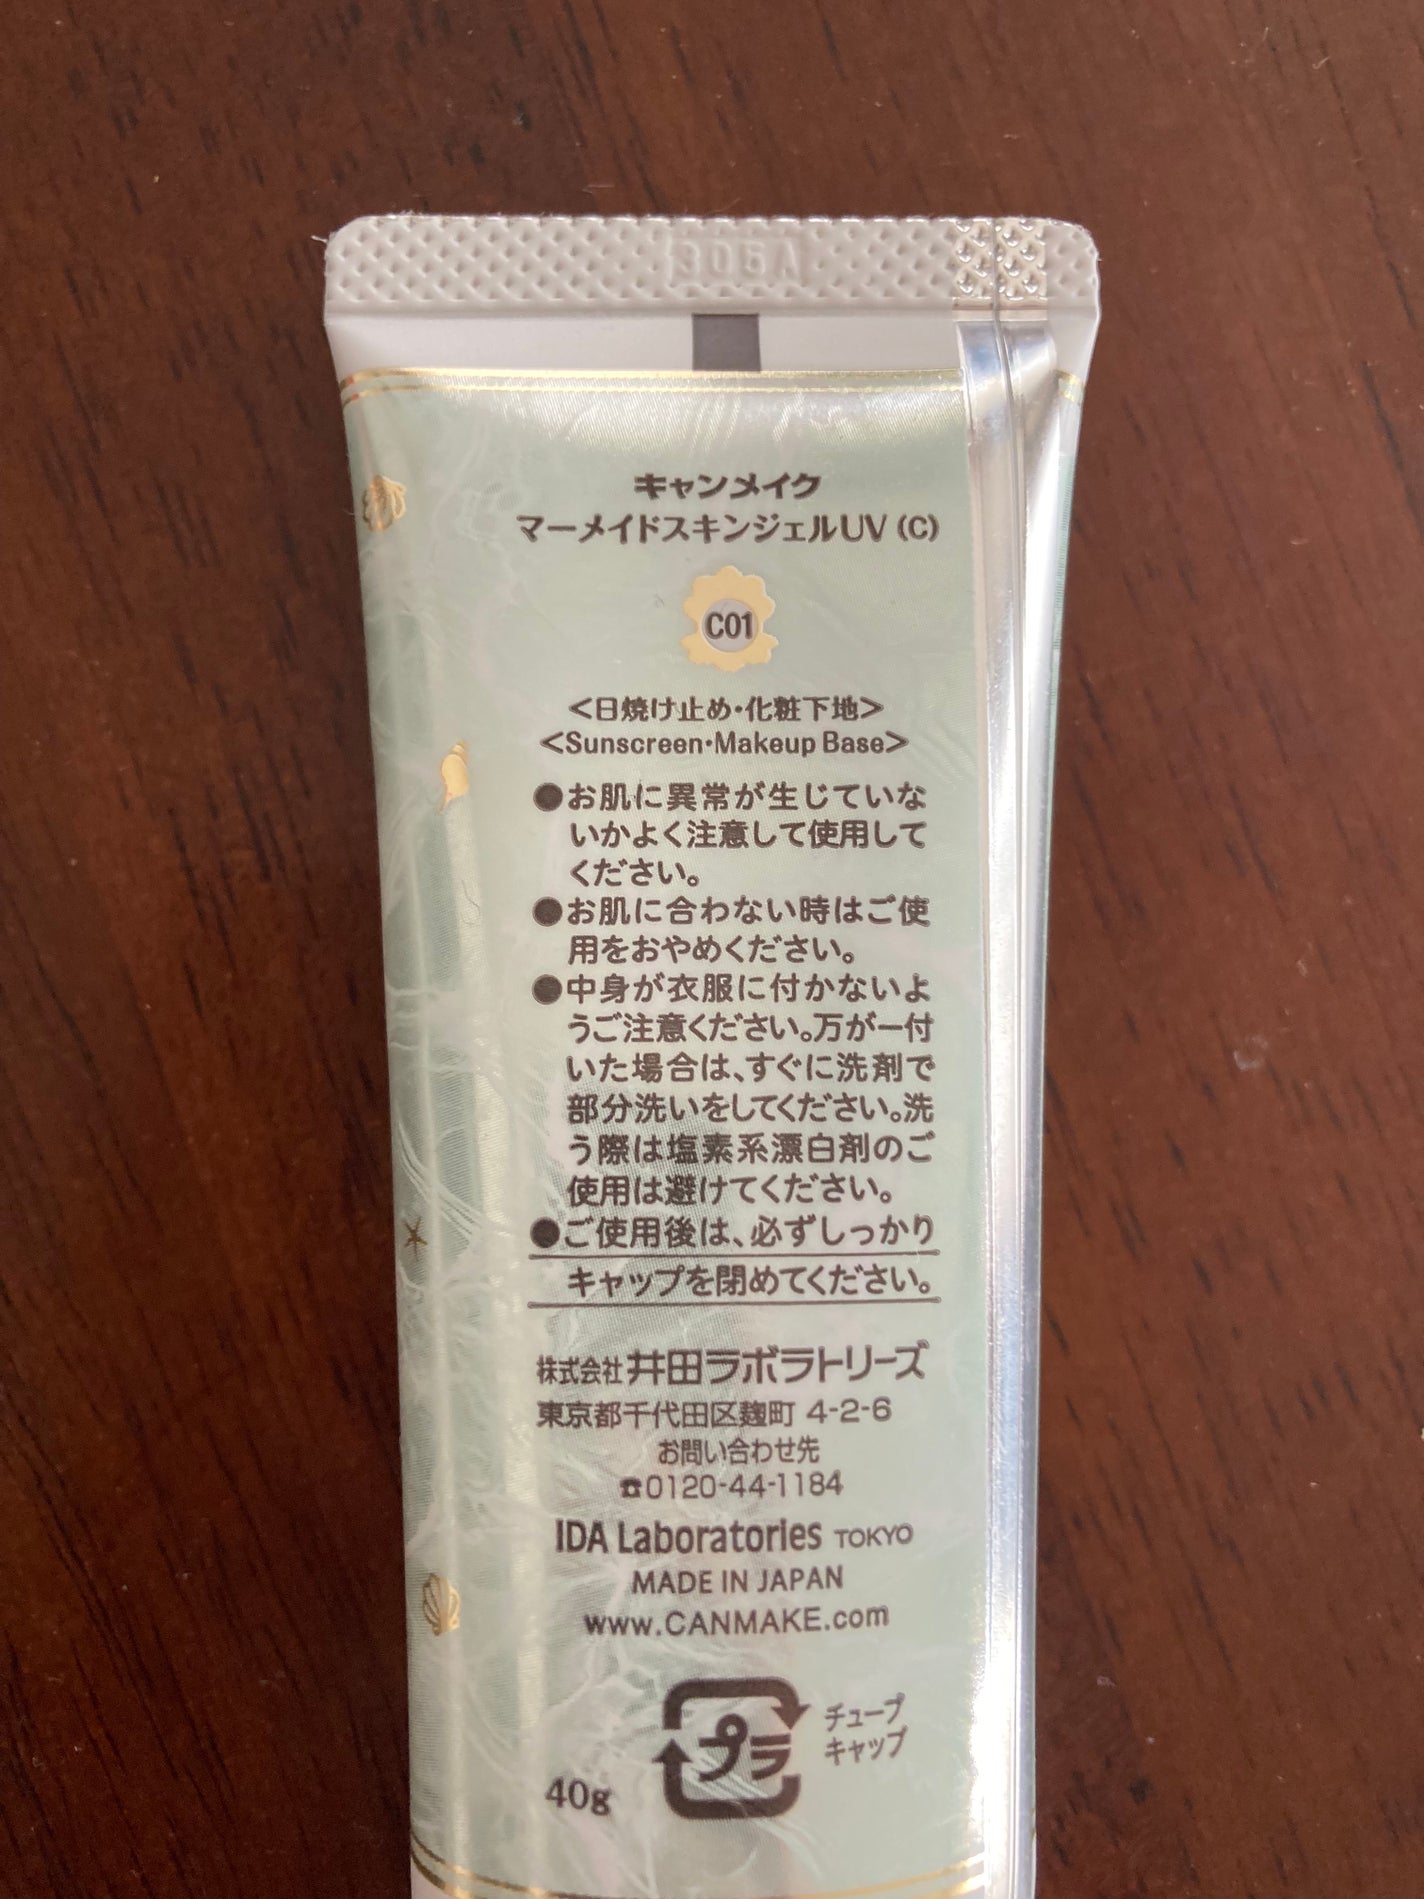 306A
キャンメイク
マーメイドスキンジェルUV (C)
C01
<日焼け止め・化粧下地>
<Sunscreen・Makeup Base>
●お肌に異常が生じていな
いかよく注意して使用して
ください。
●お肌に合わない時はご使
用をおやめください。
●中身が衣服に付かないよ
うご注意ください。万が一付
いた場合は、すぐに洗剤で
部分洗いをしてください。洗
う際は塩素系漂白剤のご
使用は避けてください。
●ご使用後は、必ずしっかり
キャップを閉めてください。
株式会社井田ラボラトリーズ
東京都千代田区麹町 4-2-6
お問い合わせ先
☎0120-44-1184
IDA Laboratories TOKYO
MADE IN JAPAN
www.CANMAKE.com
プラ
チューブ
キャップ
40g